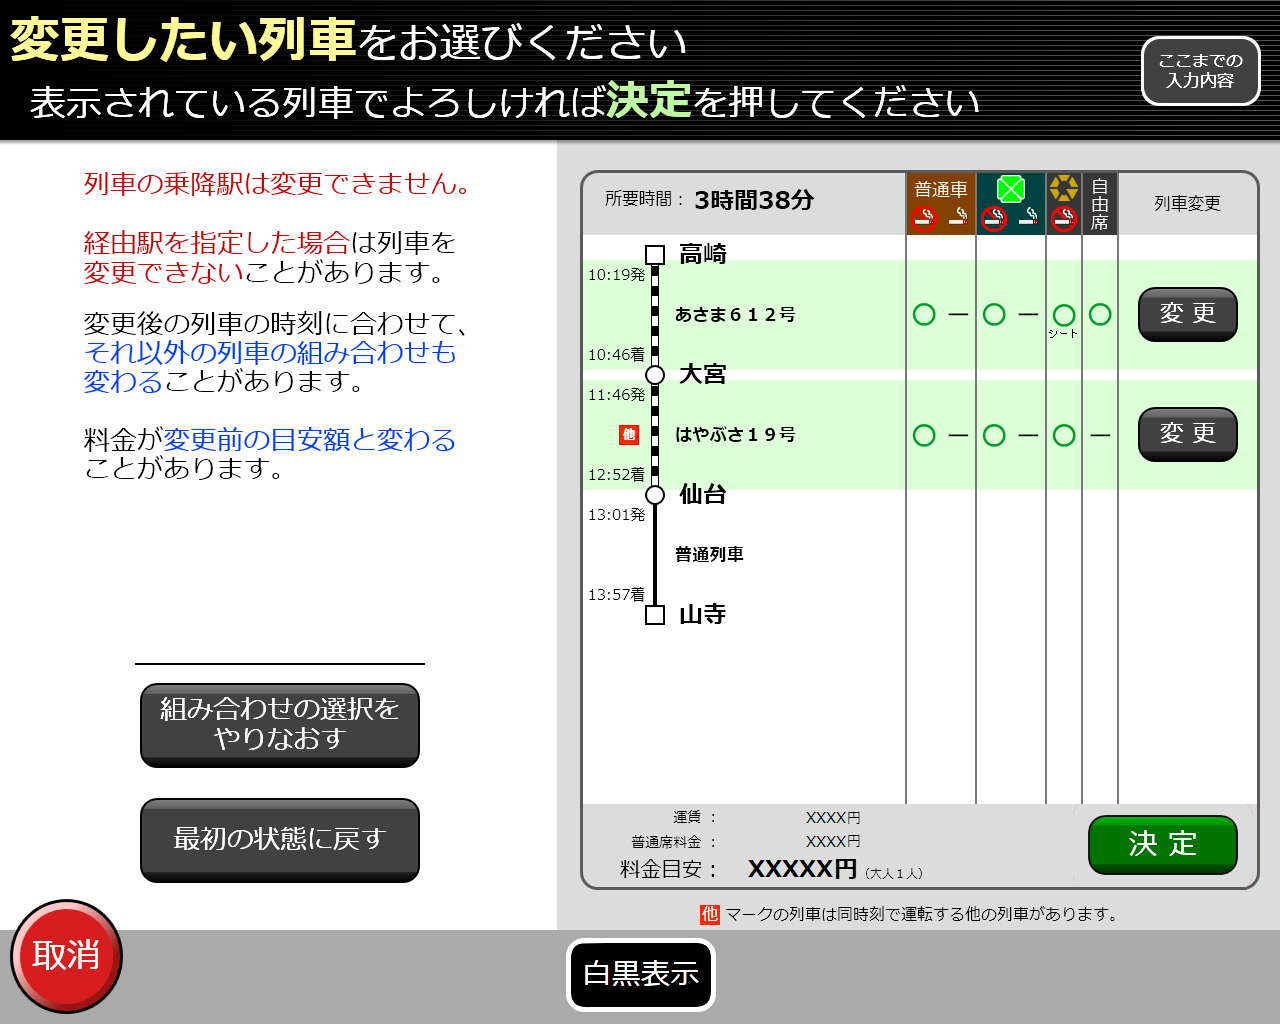 変更したい列車をお選びください
表示されている列車でよろしければ決定を押してください
ここまでの
入力内容
列車の乗降駅は変更できません。
経由駅を指定した場合は列車を
変更できないことがあります。
変更後の列車の時刻に合わせて、
それ以外の列車の組み合わせも
変わることがあります。
料金が変更前の目安額と変わる
ことがあります。
組み合わせの選択を
やりなおす
最初の状態に戻す
取消
所要時間： 3時間38分
普通車
自由席
列車変更
高崎
10:19発
あさま６１２号
○ － ○ － ○ ○
シート
変更
10:46着
大宮
11:46発
他
はやぶさ１９号
○ － ○ － ○ －
変更
12:52着
仙台
13:01発
普通列車
13:57着
山寺
運賃 ： XXXX円
普通席料金 ： XXXX円
料金目安： XXXXX円 (大人１人)
決定
他 マークの列車は同時刻で運転する他の列車があります。
白黒表示